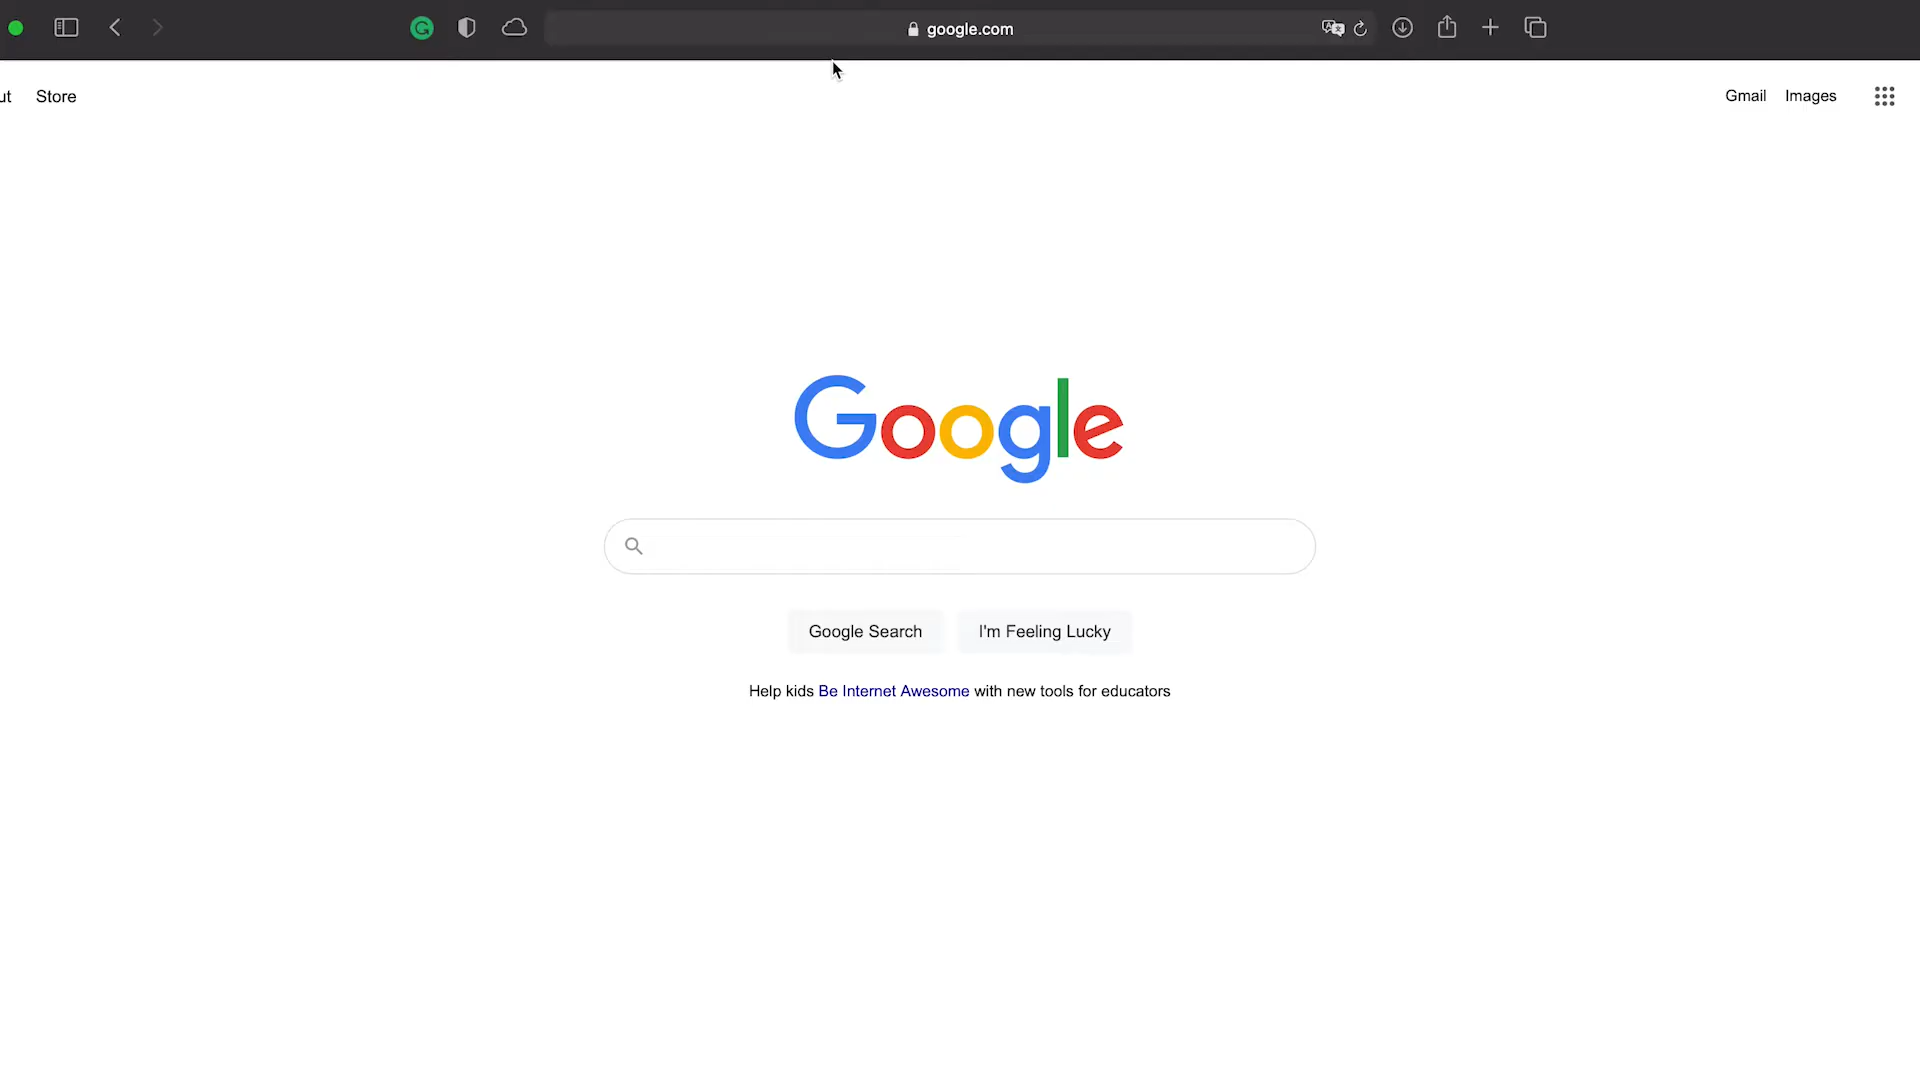 google.com
ut Store
Gmail Images
Google
Google Search I'm Feeling Lucky
Help kids Be Internet Awesome with new tools for educators